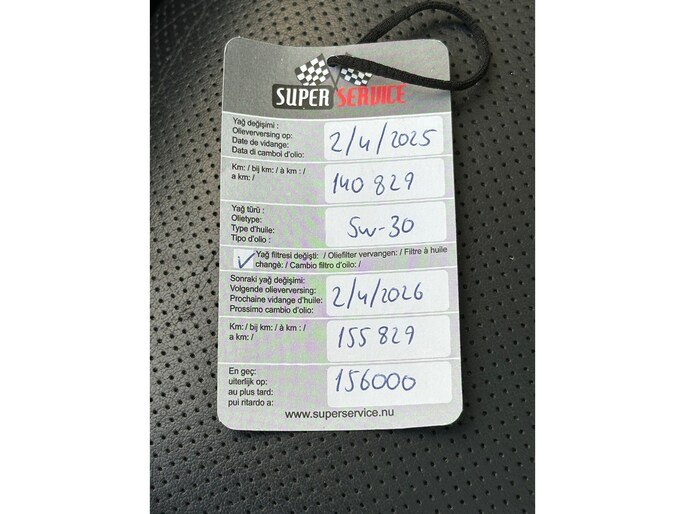 SUPER SERVICE
Yağ değişimi :
Olieverversing op:
Date de vidange:
Data di camboi d'olio:
2/4/2025
Km: / bij km: / à km : /
a km: /
140 829
Yağ türü :
Olietype:
Type d'huile:
Tipo d'olio :
5w-30
✓ Yağ filtresi değişti: / Oliefilter vervangen: / Filtre à huile
changè: / Cambio filtro d'oilo: /
Sonraki yağ değişimi:
Volgende olieverversing:
Prochaine vidange d'huile:
Prossimo cambio d'olio:
2/4/2026
Km: / bij km: / à km : /
a km: /
155 829
En geç:
uiterlijk op:
au plus tard:
pui ritardo a:
156000
www.superservice.nu